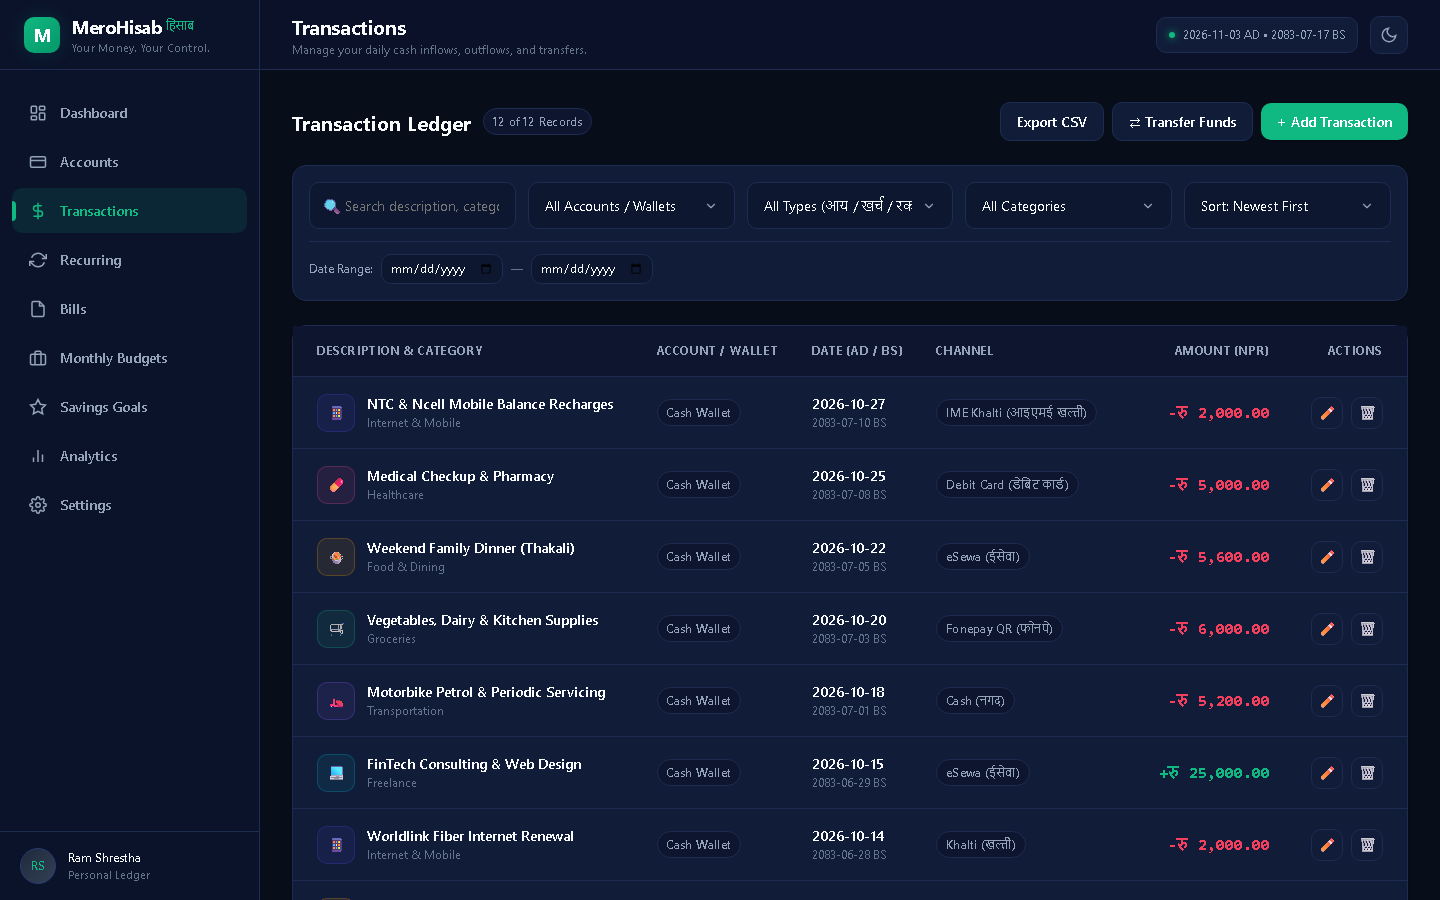 M
MeroHisab हिसाब
Your Money. Your Control.
Dashboard
Accounts
Transactions
Recurring
Bills
Monthly Budgets
Savings Goals
Analytics
Settings
RS
Ram Shrestha
Personal Ledger
Transactions
Manage your daily cash inflows, outflows, and transfers.
2026-11-03 AD • 2083-07-17 BS
Transaction Ledger
12 of 12 Records
Export CSV
⇄ Transfer Funds
+ Add Transaction
Search description, catego
All Accounts / Wallets
All Types (आय / खर्च / रक
All Categories
Sort: Newest First
Date Range:
mm/dd/yyyy
—
mm/dd/yyyy
DESCRIPTION & CATEGORY ACCOUNT / WALLET DATE (AD / BS) CHANNEL AMOUNT (NPR) ACTIONS
NTC & Ncell Mobile Balance Recharges
Internet & Mobile
Cash Wallet
2026-10-27
2083-07-10 BS
IME Khalti (आइएमई खल्ती)
-रु 2,000.00
Medical Checkup & Pharmacy
Healthcare
Cash Wallet
2026-10-25
2083-07-08 BS
Debit Card (डेबिट कार्ड)
-रु 5,000.00
Weekend Family Dinner (Thakali)
Food & Dining
Cash Wallet
2026-10-22
2083-07-05 BS
eSewa (ईसेवा)
-रु 5,600.00
Vegetables, Dairy & Kitchen Supplies
Groceries
Cash Wallet
2026-10-20
2083-07-03 BS
Fonepay QR (फोनपे)
-रु 6,000.00
Motorbike Petrol & Periodic Servicing
Transportation
Cash Wallet
2026-10-18
2083-07-01 BS
Cash (नगद)
-रु 5,200.00
FinTech Consulting & Web Design
Freelance
Cash Wallet
2026-10-15
2083-06-29 BS
eSewa (ईसेवा)
+रु 25,000.00
Worldlink Fiber Internet Renewal
Internet & Mobile
Cash Wallet
2026-10-14
2083-06-28 BS
Khalti (खल्ती)
-रु 2,000.00